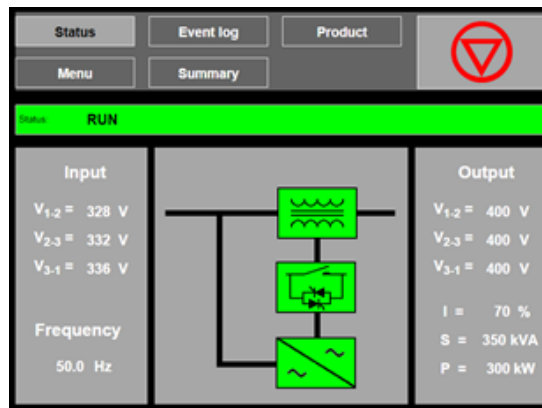 Status Event log Product
Menu Summary
Status: RUN
Input
V1-2 = 328 V
V2-3 = 332 V
V3-1 = 336 V
Frequency
50.0 Hz
Output
V1-2 = 400 V
V2-3 = 400 V
V3-1 = 400 V
I = 70 %
S = 350 kVA
P = 300 kW